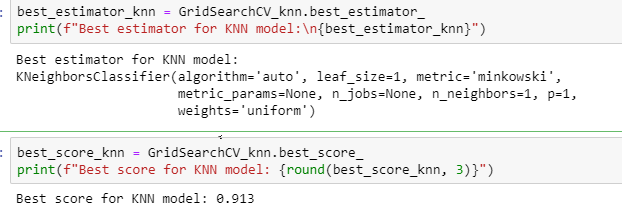 : best_estimator_knn = GridSearchCV_knn.best_estimator_
print(f"Best estimator for KNN model:\n{best_estimator_knn}")
Best estimator for KNN model:
KNeighborsClassifier(algorithm='auto', leaf_size=1, metric='minkowski',
metric_params=None, n_jobs=None, n_neighbors=1, p=1,
weights='uniform')
: best_score_knn = GridSearchCV_knn.best_score_
print(f"Best score for KNN model: {round(best_score_knn, 3)}")
Best score for KNN model: 0.913